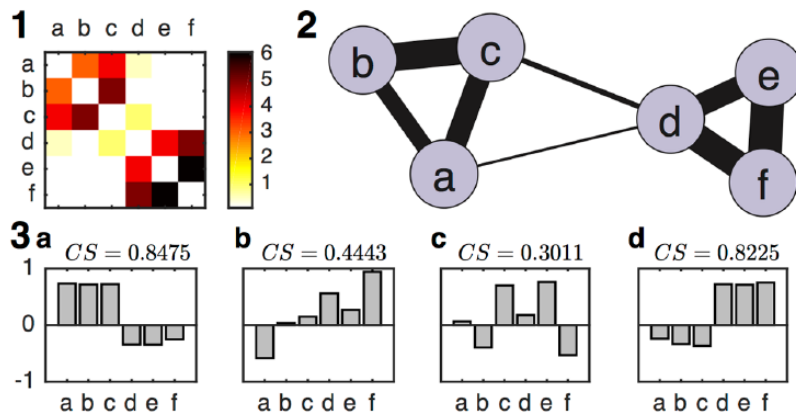 1 a b c d e f
a
b
c
d
e
f
6
5
4
3
2
1
2
b c
a
d
e
f
3 a CS = 0.8475
b CS = 0.4443
c CS = 0.3011
d CS = 0.8225
1
0
-1
a b c d e f
a b c d e f
a b c d e f
a b c d e f